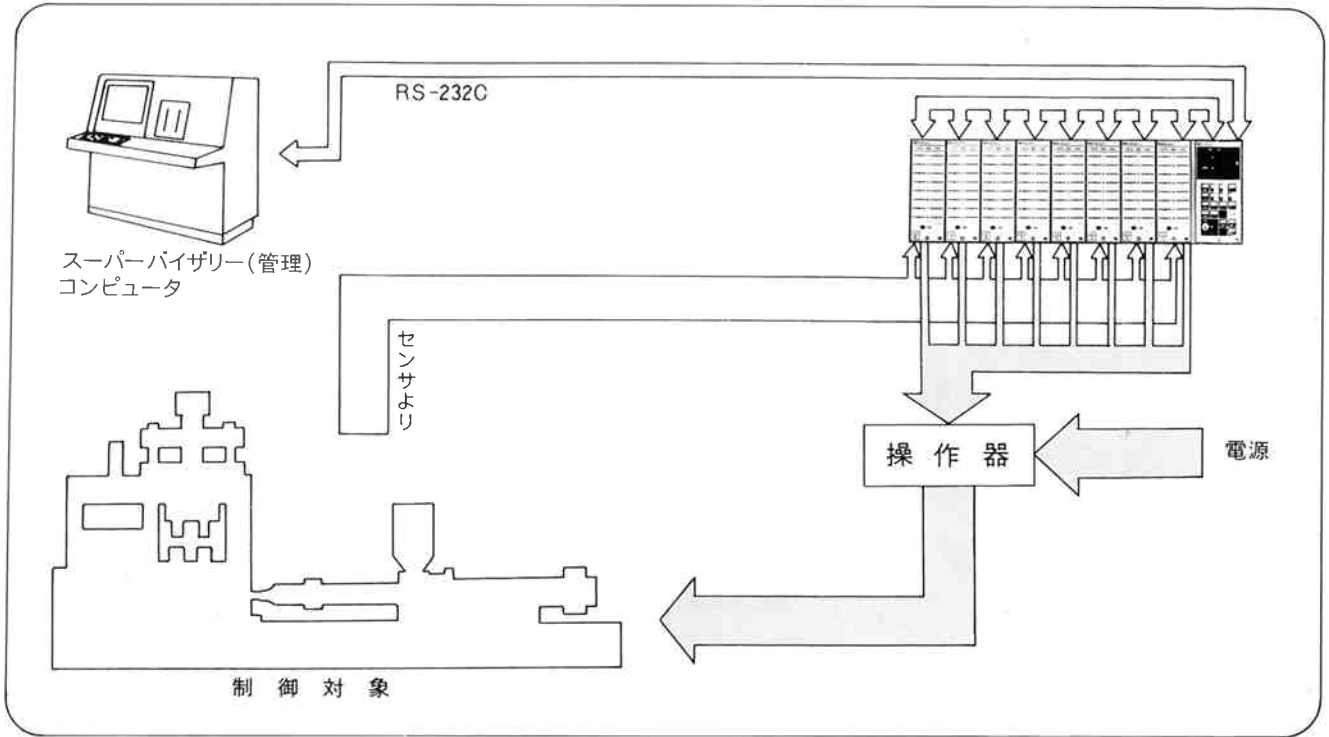 RS-232C
スーパーバイザリー(管理)
コンピュータ
センサより
操作器
電源
制御対象